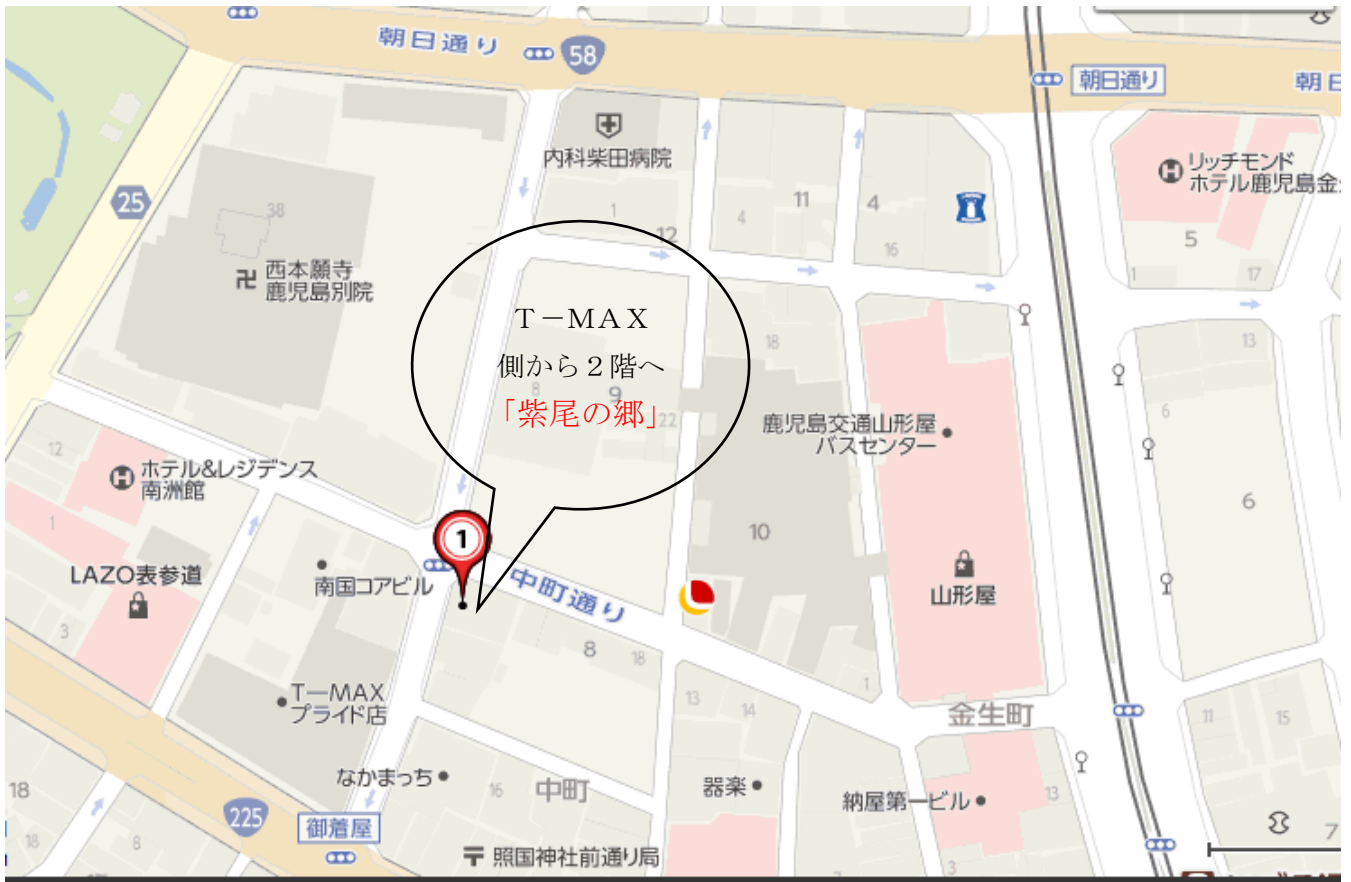 朝日通り
58
朝日通り
朝日
内科柴田病院
リッチモンド
ホテル鹿児島金
25
38
1
12
4
11
4
16
5
1
17
西本願寺
鹿児島別院
T－MAX
側から２階へ
「紫尾の郷」
8
9
22
18
13
鹿児島交通山形屋
バスセンター
6
6
12
ホテル&レジデンス
南洲館
1
10
1
南国コアビル
中町通り
LAZO表参道
山形屋
3
8
18
T―MAX
プライド店
13
14
1
金生町
11
15
なかまっち
16
中町
器楽
納屋第一ビル
13
18
225
御着屋
18
8
照国神社前通り局
3
7